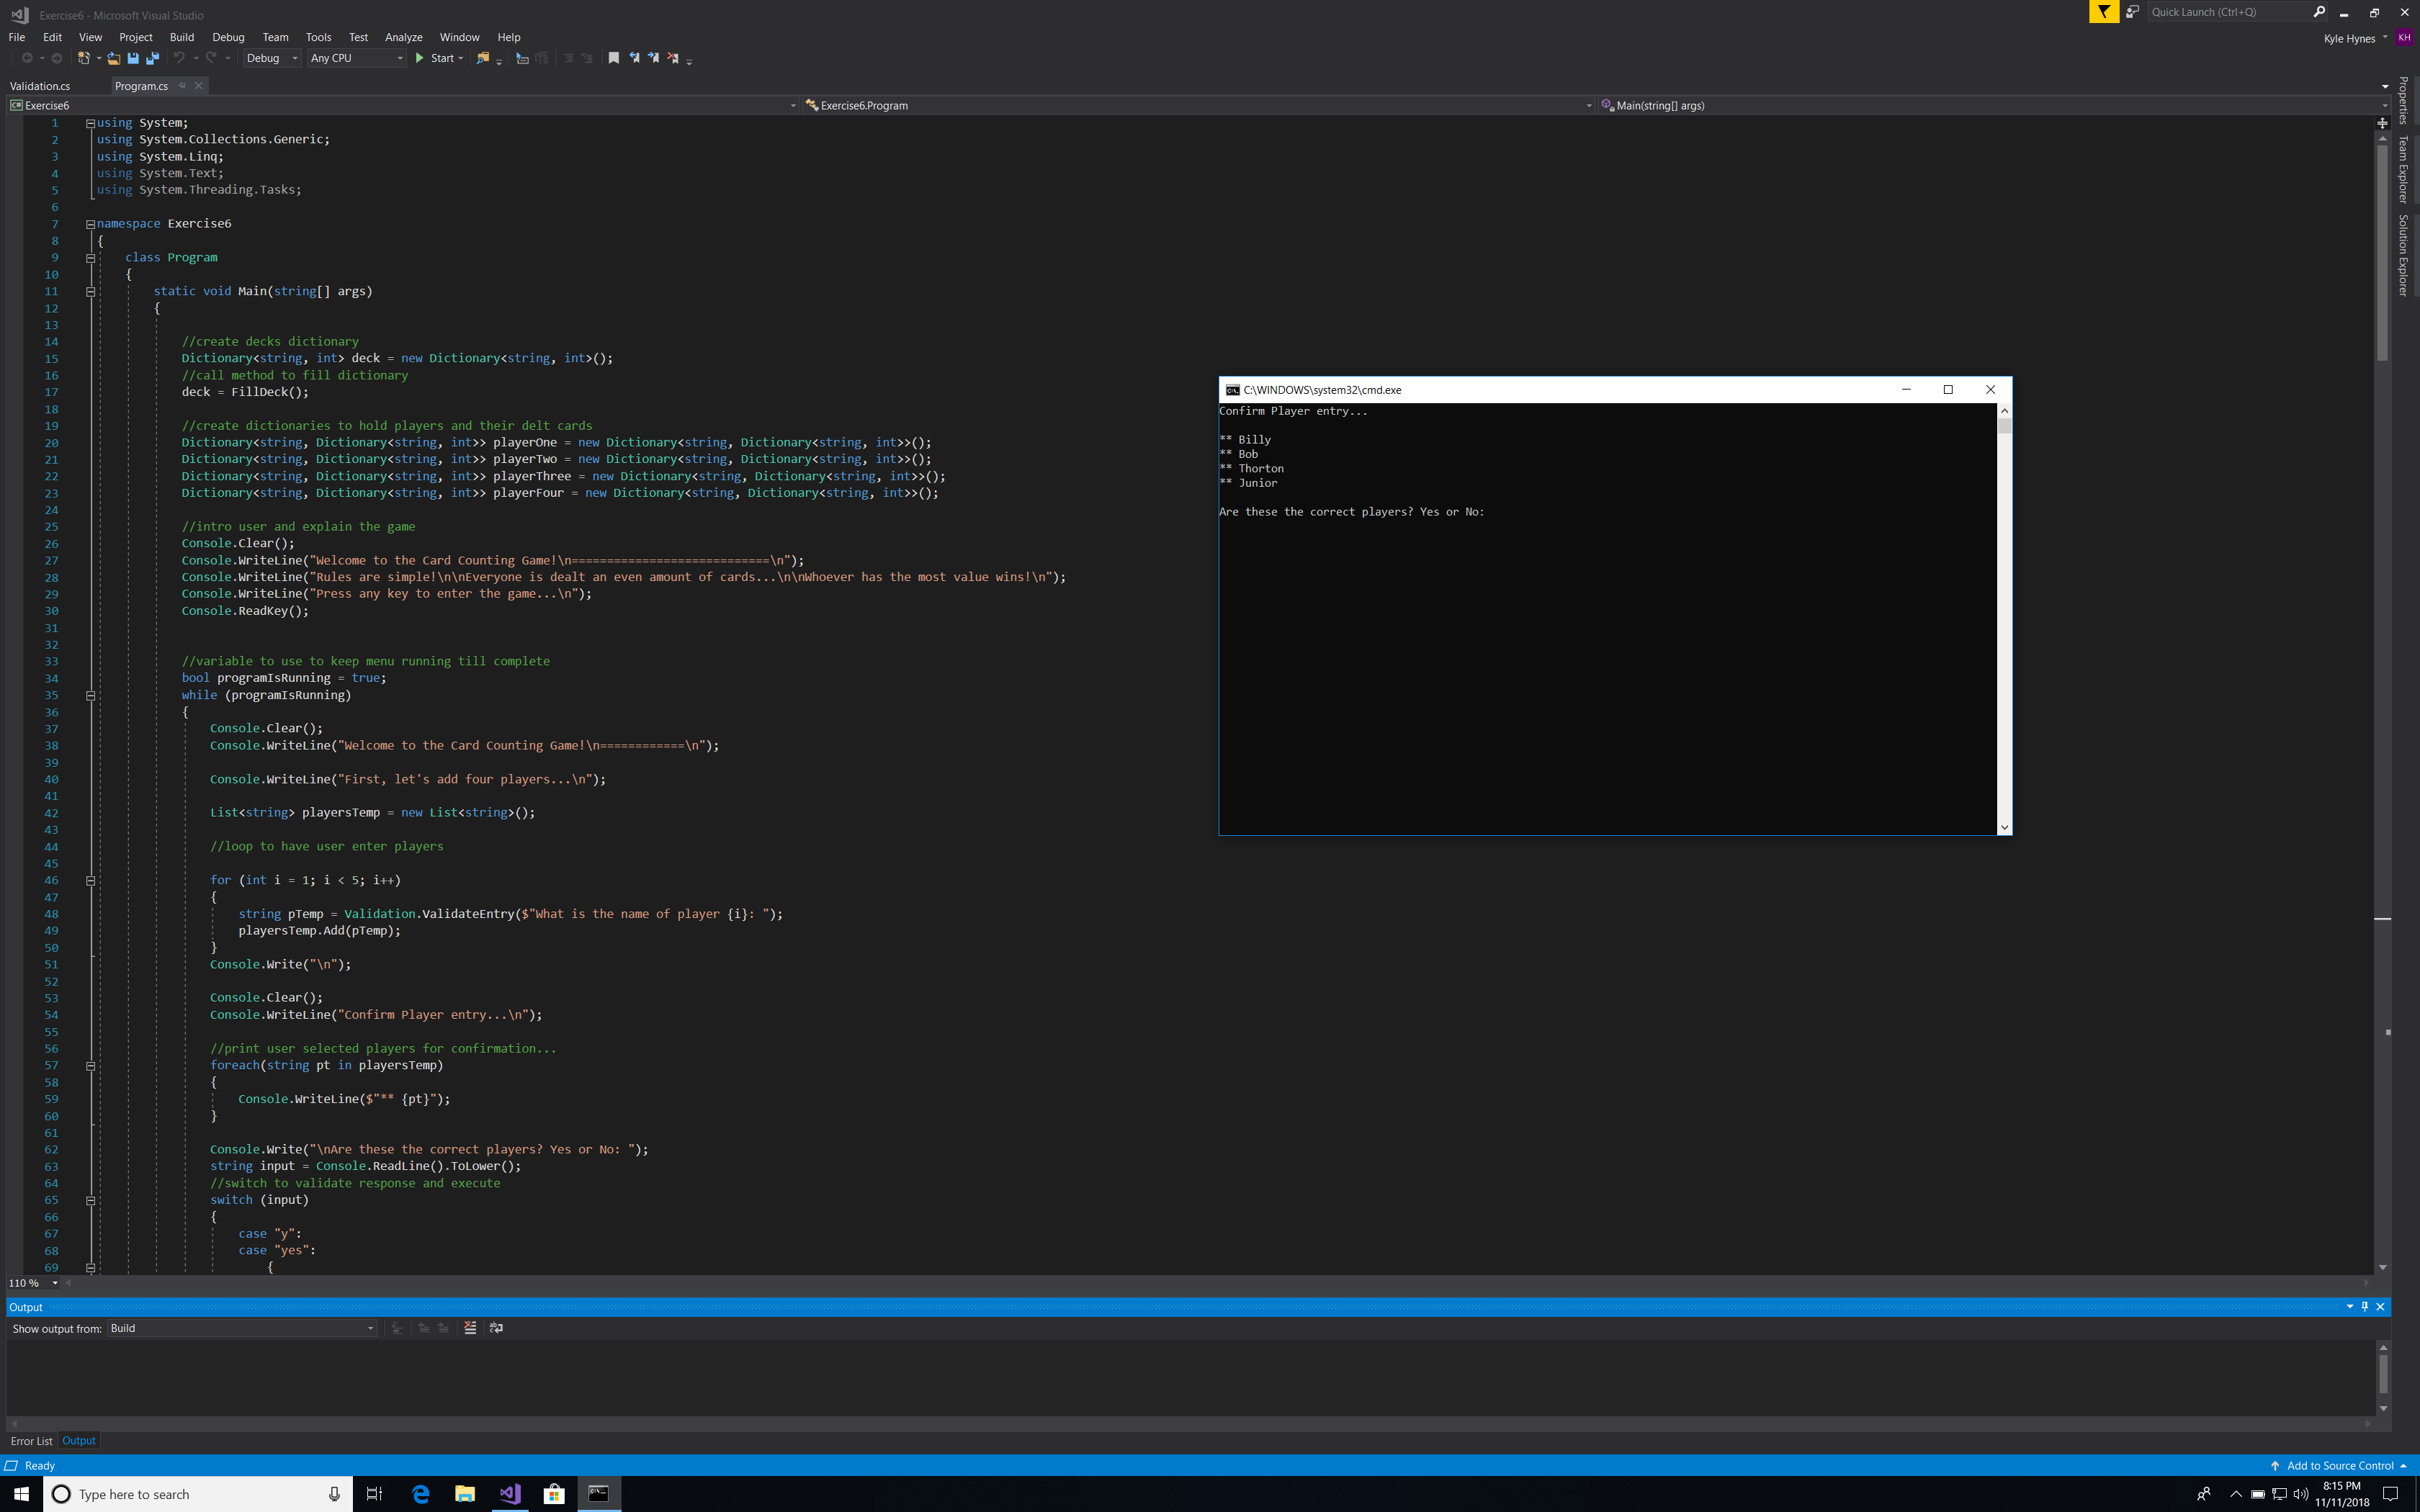 Exercise6 - Microsoft Visual Studio
Quick Launch (Ctrl+Q)
File Edit View Project Build Debug Team Tools Test Analyze Window Help
Kyle Hynes KH
Debug Any CPU Start
Validation.cs Program.cs
Exercise6 Exercise6.Program Main(string[] args)
1 using System;
2 using System.Collections.Generic;
3 using System.Linq;
4 using System.Text;
5 using System.Threading.Tasks;
6
7 namespace Exercise6
8 {
9 class Program
10 {
11 static void Main(string[] args)
12 {
13
14 //create decks dictionary
15 Dictionary<string, int> deck = new Dictionary<string, int>();
16 //call method to fill dictionary
17 deck = FillDeck();
18
19 //create dictionaries to hold players and their delt cards
20 Dictionary<string, Dictionary<string, int>> playerOne = new Dictionary<string, Dictionary<string, int>>();
21 Dictionary<string, Dictionary<string, int>> playerTwo = new Dictionary<string, Dictionary<string, int>>();
22 Dictionary<string, Dictionary<string, int>> playerThree = new Dictionary<string, Dictionary<string, int>>();
23 Dictionary<string, Dictionary<string, int>> playerFour = new Dictionary<string, Dictionary<string, int>>();
24
25 //intro user and explain the game
26 Console.Clear();
27 Console.WriteLine("Welcome to the Card Counting Game!\n============================\n");
28 Console.WriteLine("Rules are simple!\n\nEveryone is dealt an even amount of cards...\n\nWhoever has the most value wins!\n");
29 Console.WriteLine("Press any key to enter the game...\n");
30 Console.ReadKey();
31
32
33 //variable to use to keep menu running till complete
34 bool programIsRunning = true;
35 while (programIsRunning)
36 {
37 Console.Clear();
38 Console.WriteLine("Welcome to the Card Counting Game!\n============\n");
39
40 Console.WriteLine("First, let's add four players...\n");
41
42 List<string> playersTemp = new List<string>();
43
44 //loop to have user enter players
45
46 for (int i = 1; i < 5; i++)
47 {
48 string pTemp = Validation.ValidateEntry($"What is the name of player {i}: ");
49 playersTemp.Add(pTemp);
50 }
51 Console.Write("\n");
52
53 Console.Clear();
54 Console.WriteLine("Confirm Player entry...\n");
55
56 //print user selected players for confirmation...
57 foreach(string pt in playersTemp)
58 {
59 Console.WriteLine($"** {pt}");
60 }
61
62 Console.Write("\nAre these the correct players? Yes or No: ");
63 string input = Console.ReadLine().ToLower();
64 //switch to validate response and execute
65 switch (input)
66 {
67 case "y":
68 case "yes":
69 {
C:\WINDOWS\system32\cmd.exe
Confirm Player entry...
** Billy
** Bob
** Thorton
** Junior
Are these the correct players? Yes or No:
Properties
Team Explorer
Solution Explorer
110 %
Output
Show output from: Build
Error List Output
Ready
Add to Source Control
Type here to search
8:15 PM
11/11/2018